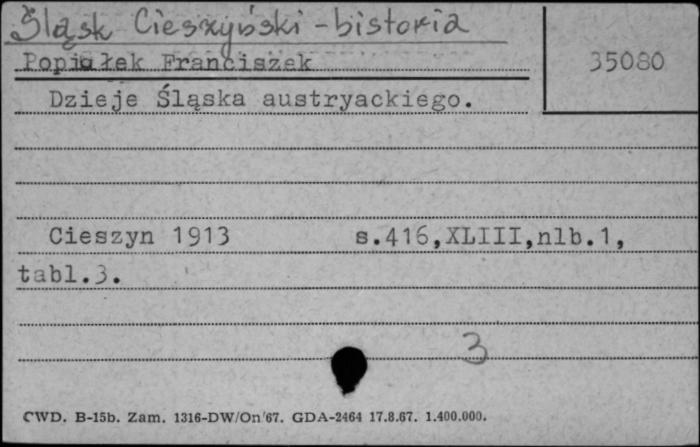 Śląsk Cieszyński - historia
Popiołek Franciszek
35080
Dzieje Śląska austryackiego.
Cieszyn 1913 s.416,XLIII,nlb.1,
tabl.3.
3
CWD. B-15b. Zam. 1316-DW/On/67. GDA-2464 17.8.67. 1.400.000.